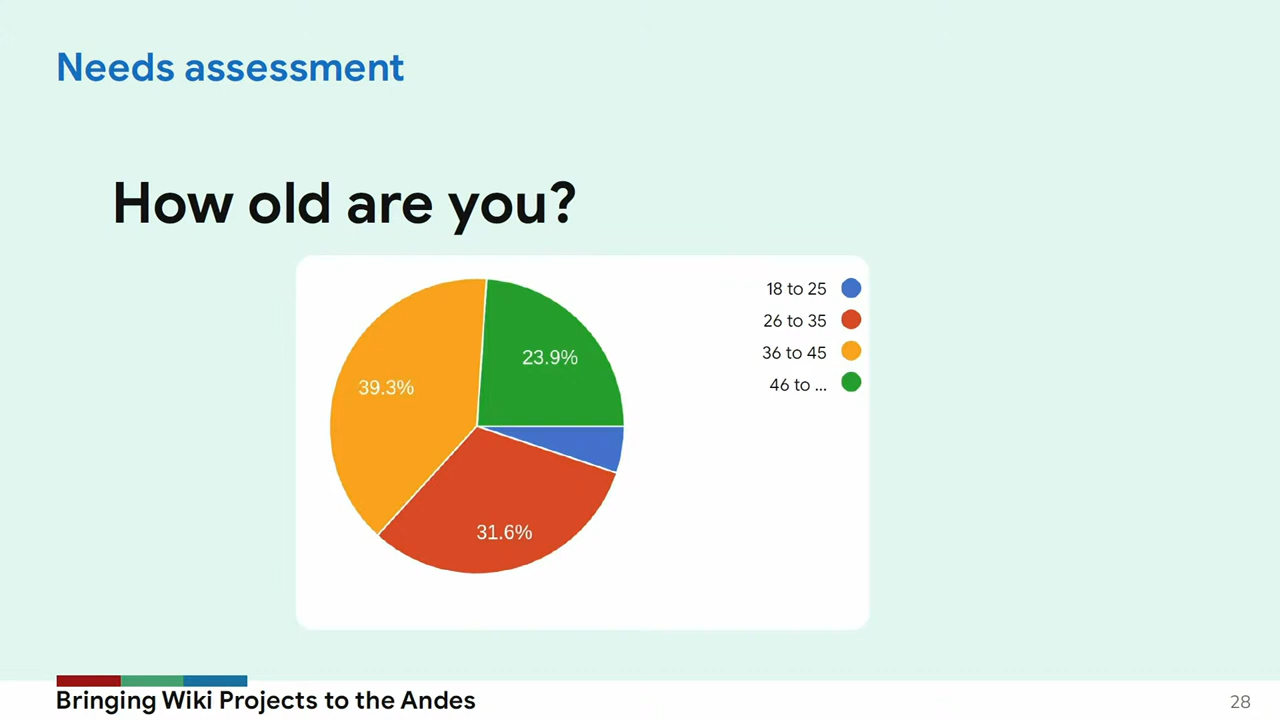 Needs assessment
How old are you?
18 to 25
26 to 35
36 to 45
46 to ...
23.9%
39.3%
31.6%
Bringing Wiki Projects to the Andes
28